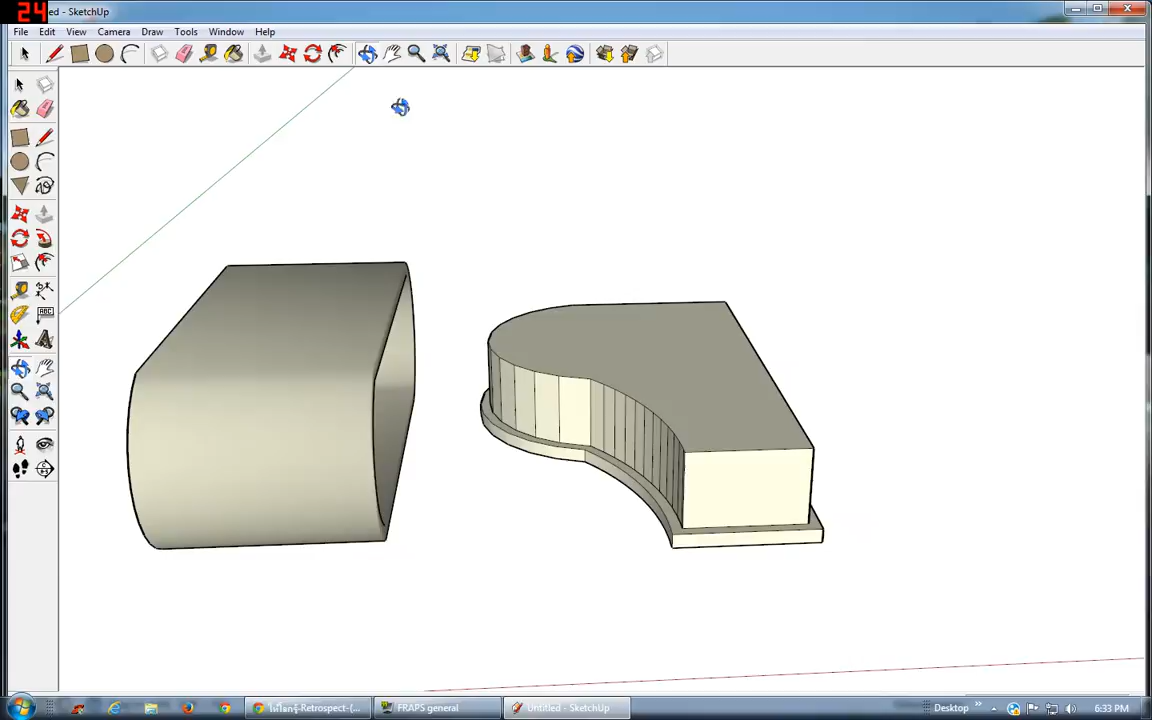 24
ed - SketchUp
File Edit View Camera Draw Tools Window Help
ABC
FRAPS general
Untitled - SketchUp
Desktop
6:33 PM